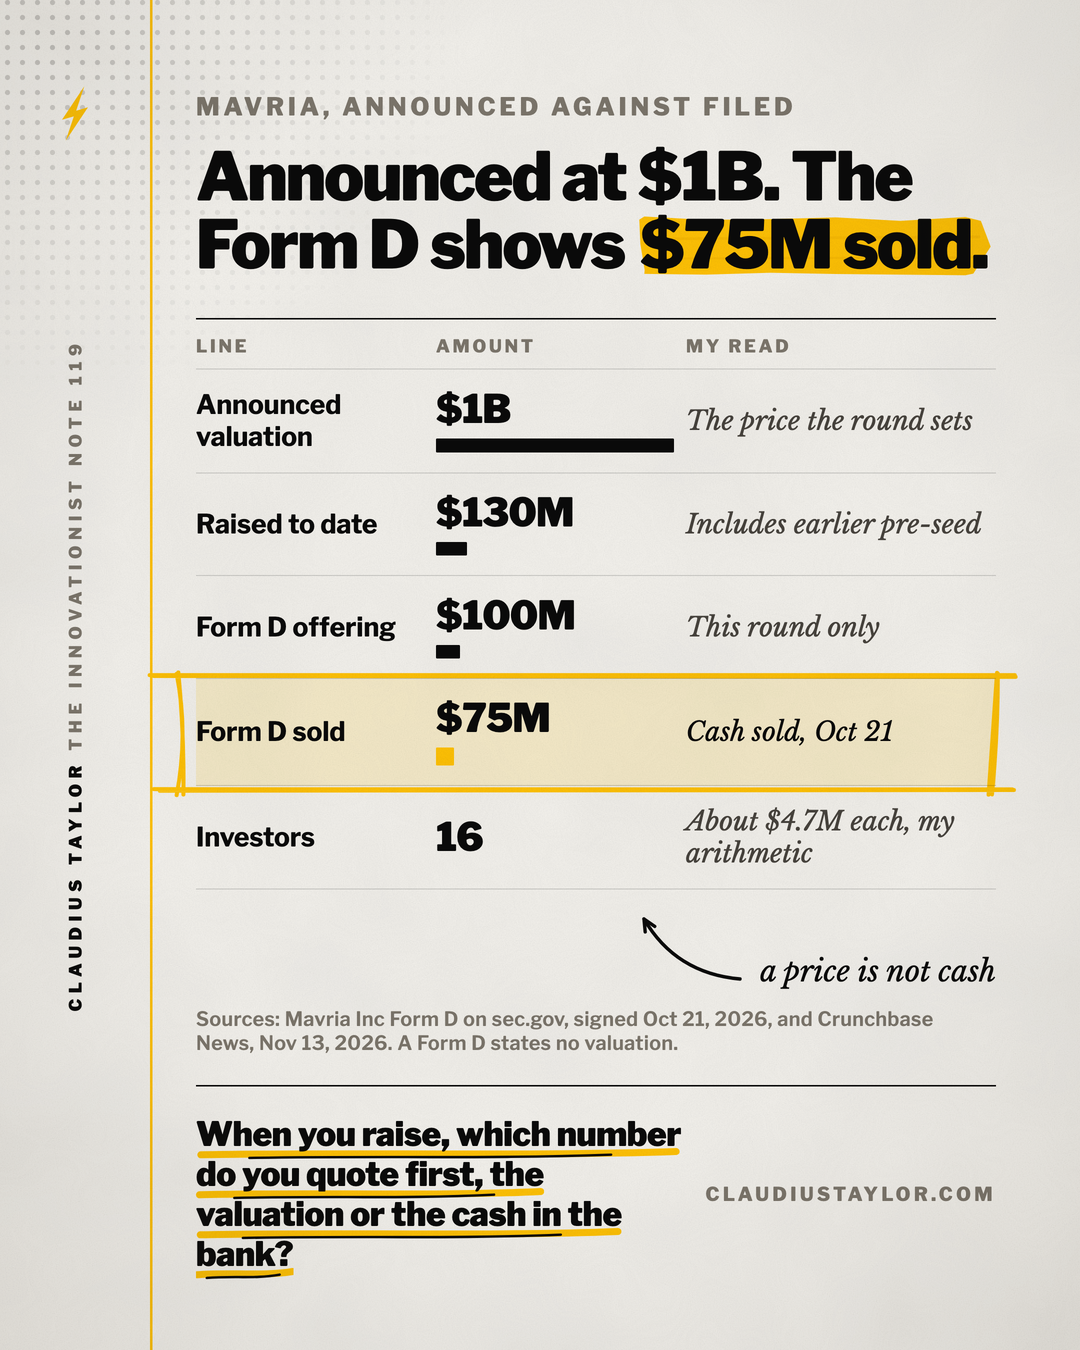 MAVRIA, ANNOUNCED AGAINST FILED
Announced at $1B. The
Form D shows $75M sold.
LINE AMOUNT MY READ
Announced
valuation
$1B
The price the round sets
Raised to date
$130M
Includes earlier pre-seed
Form D offering
$100M
This round only
Form D sold
$75M
Cash sold, Oct 21
Investors
16
About $4.7M each, my
arithmetic
a price is not cash
Sources: Mavria Inc Form D on sec.gov, signed Oct 21, 2026, and Crunchbase
News, Nov 13, 2026. A Form D states no valuation.
When you raise, which number
do you quote first, the
valuation or the cash in the
bank?
CLAUDIUSTAYLOR.COM
CLAUDIUS TAYLOR THE INNOVATIONIST NOTE 119